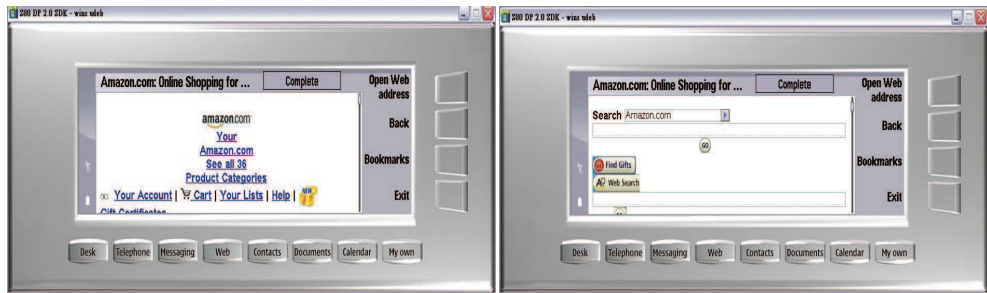 S80 DP 2.0 SDK - wins udeb
Amazon.com: Online Shopping for ...
Complete
Open Web address
amazon.com
Your
Amazon.com
See all 36
Product Categories
Your Account | Cart | Your Lists | Help | NEW
Gift Certificates
Back
Bookmarks
Exit
Desk Telephone Messaging Web Contacts Documents Calendar My own
S80 DP 2.0 SDK - wins udeb
Amazon.com: Online Shopping for ...
Complete
Open Web address
Search Amazon.com
GO
Find Gifts
A9 Web Search
Back
Bookmarks
Exit
Desk Telephone Messaging Web Contacts Documents Calendar My own